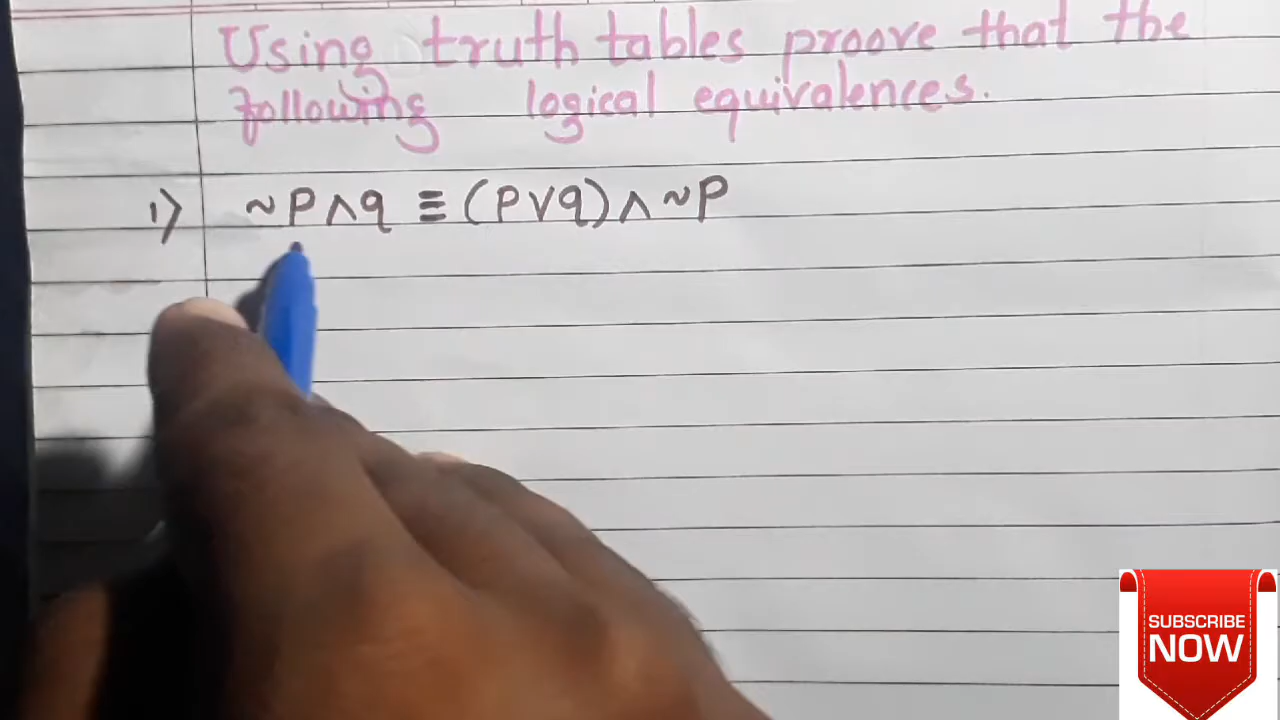 Using truth tables proove that the
following logical equivalences.
1) ~P∧q ≡ (P∨q)∧~P
SUBSCRIBE
NOW